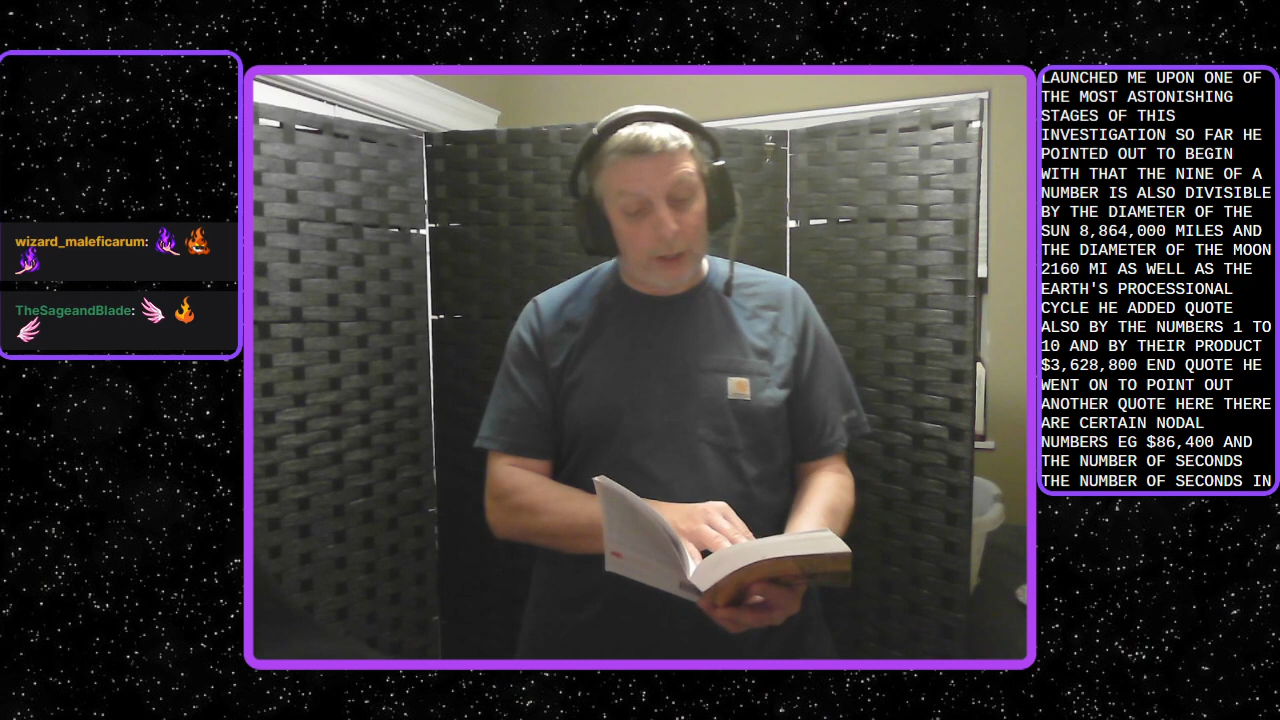 wizard_maleficarum:
TheSageandBlade:
LAUNCHED ME UPON ONE OF
THE MOST ASTONISHING
STAGES OF THIS
INVESTIGATION SO FAR HE
POINTED OUT TO BEGIN
WITH THAT THE NINE OF A
NUMBER IS ALSO DIVISIBLE
BY THE DIAMETER OF THE
SUN 8,864,000 MILES AND
THE DIAMETER OF THE MOON
2160 MI AS WELL AS THE
EARTH'S PROCESSIONAL
CYCLE HE ADDED QUOTE
ALSO BY THE NUMBERS 1 TO
10 AND BY THEIR PRODUCT
$3,628,800 END QUOTE HE
WENT ON TO POINT OUT
ANOTHER QUOTE HERE THERE
ARE CERTAIN NODAL
NUMBERS EG $86,400 AND
THE NUMBER OF SECONDS
THE NUMBER OF SECONDS IN